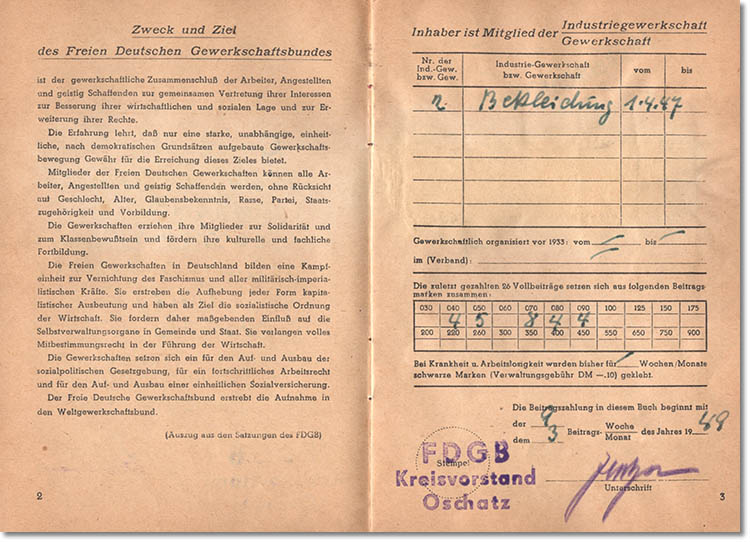 Zweck und Ziel
des Freien Deutschen Gewerkschaftsbundes
ist der gewerkschaftliche Zusammenschluß der Arbeiter, Angestellten
und geistig Schaffenden zur gemeinsamen Vertretung ihrer Interessen
zur Besserung ihrer wirtschaftlichen und sozialen Lage und zur Er-
weiterung ihrer Rechte.
Die Erfahrung lehrt, daß nur eine starke, unabhängige, einheit-
liche, nach demokratischen Grundsätzen aufgebaute Gewerkschafts-
bewegung Gewähr für die Erreichung dieses Zieles bietet.
Mitglieder der Freien Deutschen Gewerkschaften können alle Ar-
beiter, Angestellten und geistig Schaffenden werden, ohne Rücksicht
auf Geschlecht, Alter, Glaubensbekenntnis, Rasse, Partei, Staats-
zugehörigkeit und Vorbildung.
Die Gewerkschaften erziehen ihre Mitglieder zur Solidarität und
zum Klassenbewußtsein und fördern ihre kulturelle und fachliche
Fortbildung.
Die Freien Gewerkschaften in Deutschland bilden eine Kampf-
einheit zur Vernichtung des Faschismus und aller militärisch-imperia-
listischen Kräfte. Sie erstreben die Aufhebung jeder Form kapita-
listischer Ausbeutung und haben als Ziel die sozialistische Ordnung
der Wirtschaft. Sie fordern daher maßgebenden Einfluß auf die
Selbstverwaltungsorgane in Gemeinde und Staat. Sie verlangen volles
Mitbestimmungsrecht in der Führung der Wirtschaft.
Die Gewerkschaften setzen sich ein für den Auf- und Ausbau der
sozialpolitischen Gesetzgebung, für ein fortschrittliches Arbeitsrecht
und für den Auf- und Ausbau einer einheitlichen Sozialversicherung.
Der Freie Deutsche Gewerkschaftsbund erstrebt die Aufnahme in
den Weltgewerkschaftsbund.
(Auszug aus den Satzungen des FDGB)
2
Inhaber ist Mitglied der Industriegewerkschaft
Gewerkschaft
Nr. der Ind.-Gew. bzw. Gew. Industrie-Gewerkschaft bzw. Gewerkschaft vom bis
2. Bekleidung 1.4.47
Gewerkschaftlich organisiert vor 1933: vom bis
im (Verband):
Die zuletzt gezahlten 26 Vollbeiträge setzen sich aus folgenden Beitrags-
marken zusammen:
030 040 050 060 070 080 090 100 125 150 175
4 5 8 4 4
200 220 260 300 350 400 450 500 600 750 900
Bei Krankheit u. Arbeitslosigkeit wurden bisher für Wochen/Monate
schwarze Marken (Verwaltungsgebühr DM —.10) geklebt.
Die Beitragszahlung in diesem Buch beginnt mit
der 9 Woche
dem 3 Beitrags- Monat des Jahres 19 49
Stempel
FDGB
Kreisvorstand
Oschatz
Unterschrift
3